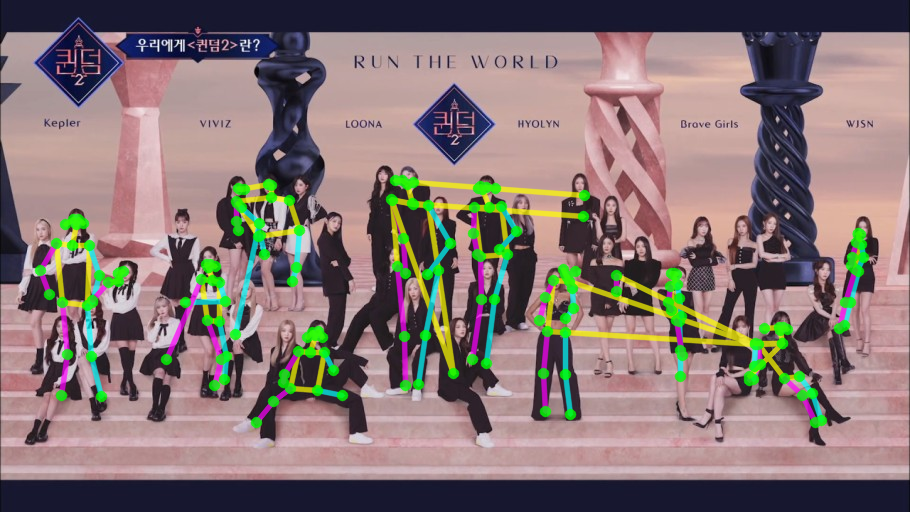 퀸덤
2
우리에게 <퀸덤2>란?
RUN THE WORLD
퀸덤
2
Kep1er
VIVIZ
LOONA
HYOLYN
Brave Girls
WJSN